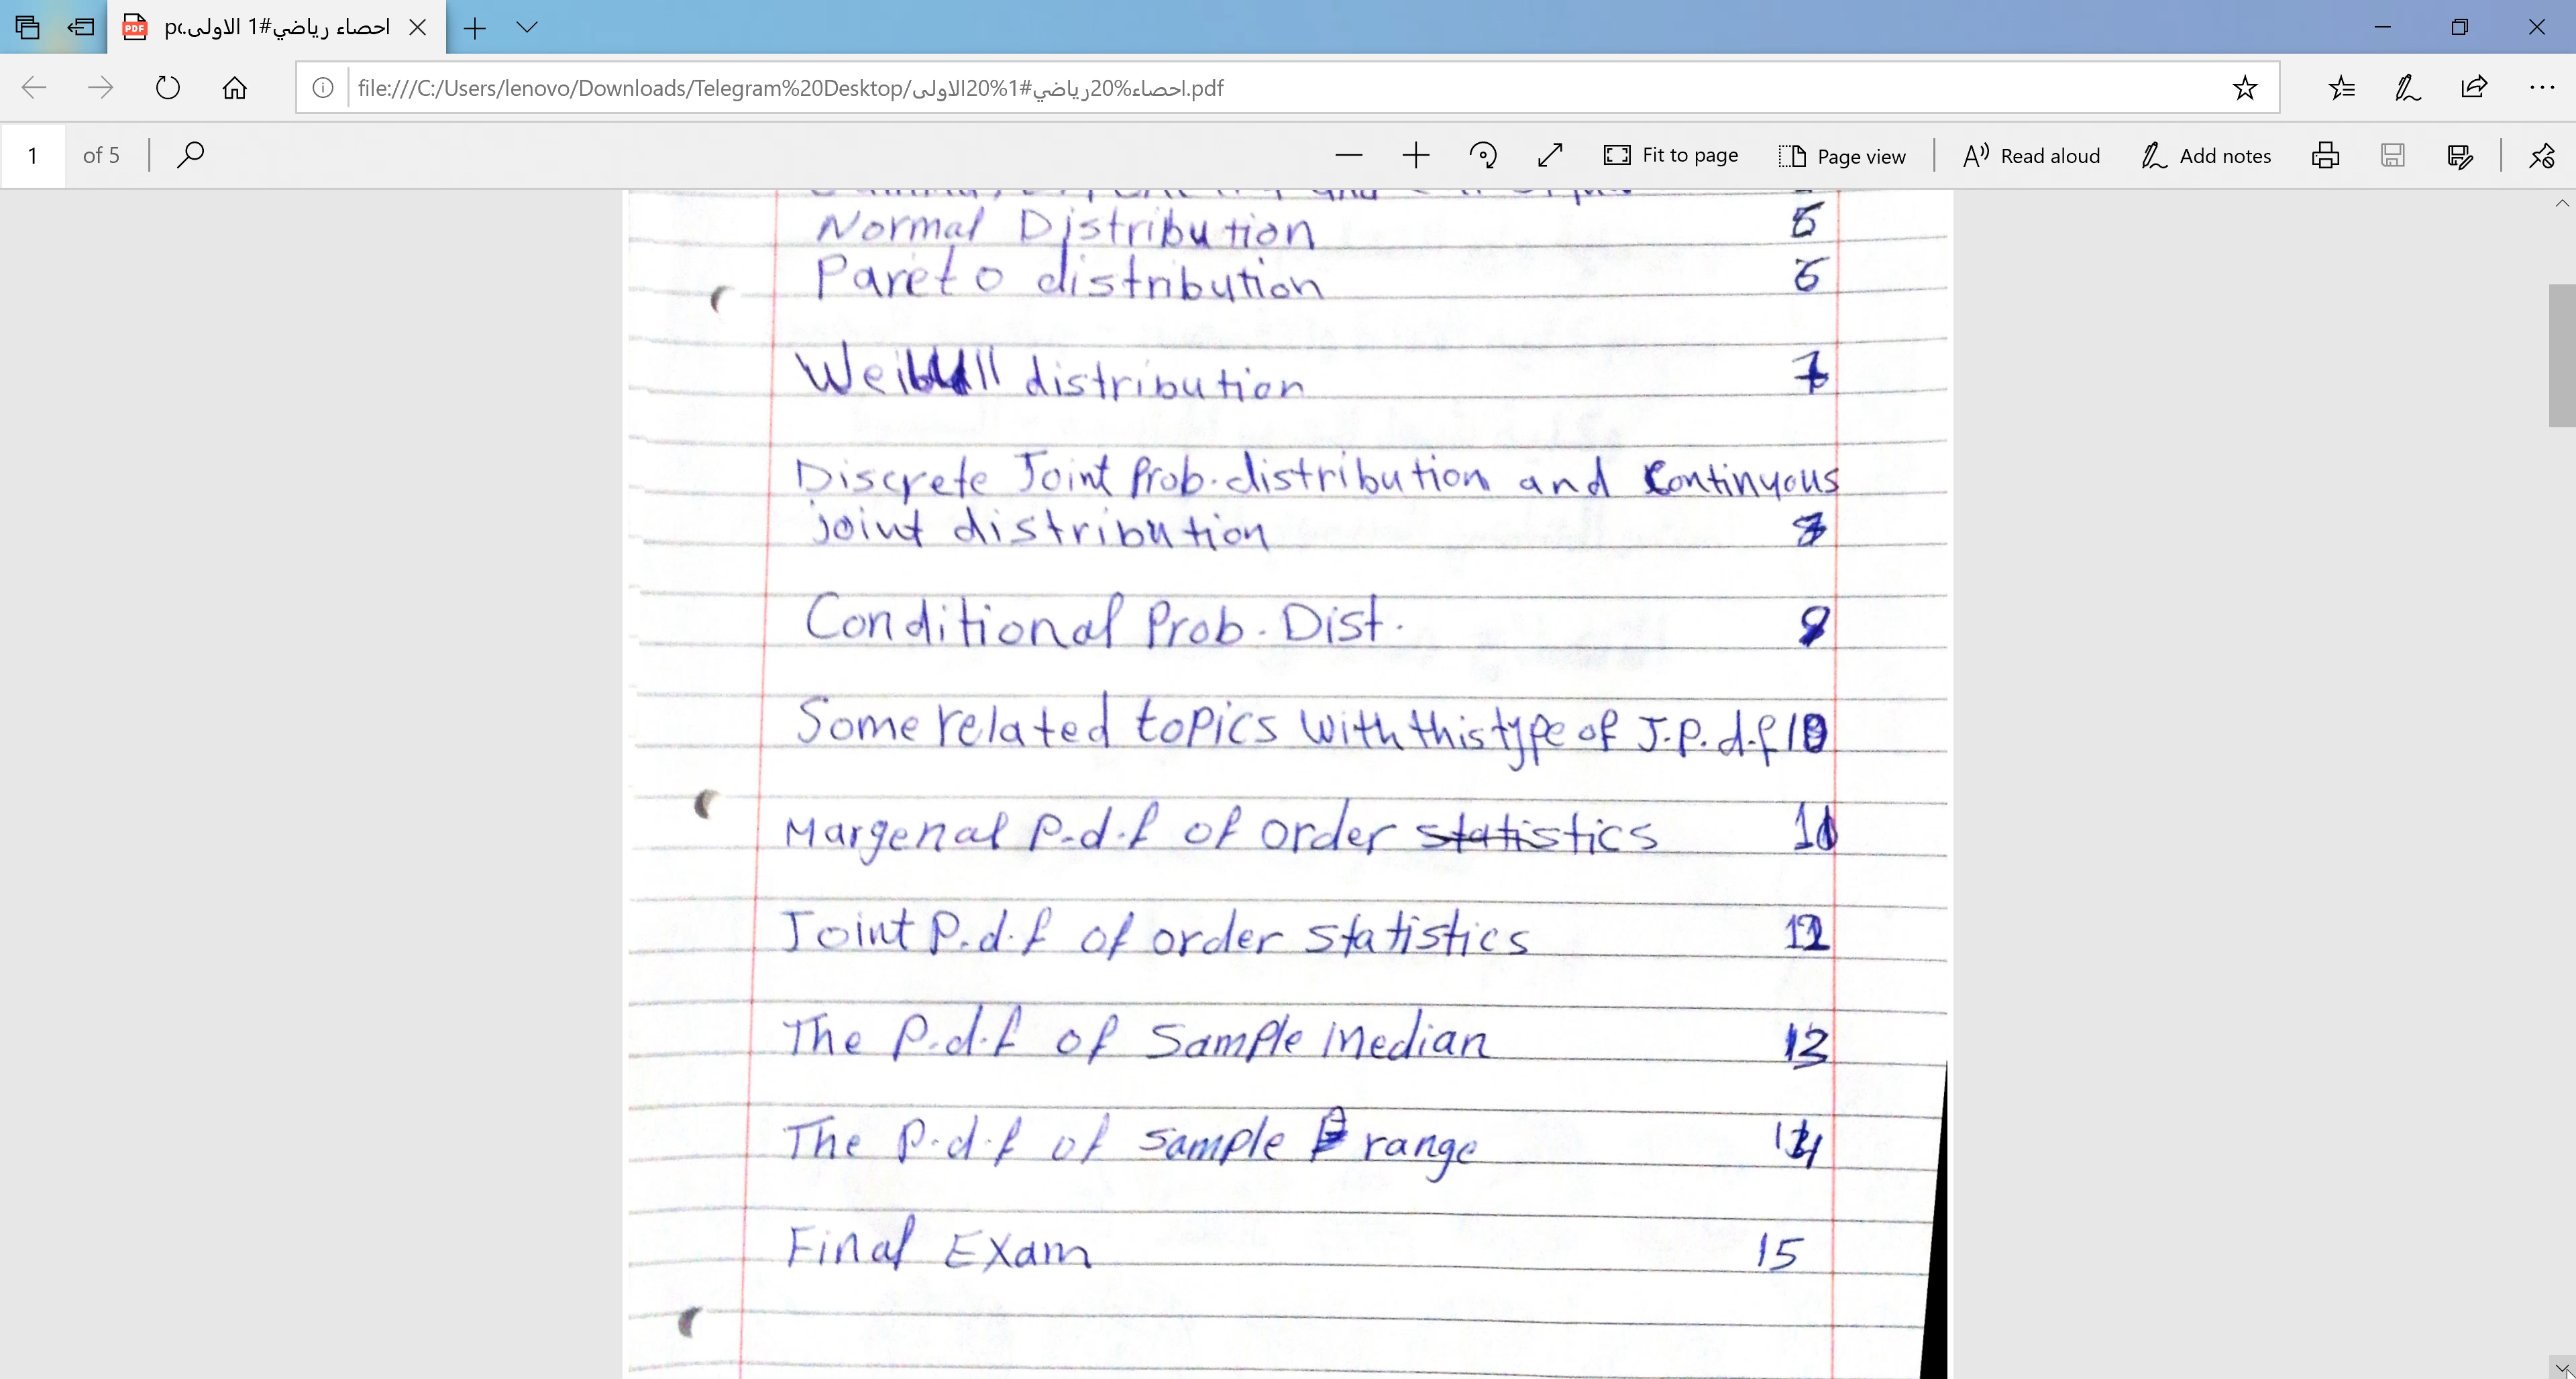 احصاء رياضي#1 الاولى.pd
file:///C:/Users/lenovo/Downloads/Telegram%20Desktop/احصاء%20رياضي#1%20الاولى.pdf
1 of 5
Fit to page
Page view
Read aloud
Add notes
Normal Distribution 6
Pareto distribution 6
Weibull distribution 7
Discrete Joint Prob. distribution and Continuous
joint distribution 8
Conditional Prob. Dist. 9
Some related topics with this type of J.p.d.f 10
Margenal P.d.f of order statistics 11
Joint P.d.f of order statistics 12
The P.d.f of Sample Median 13
The P.d.f of sample range 14
Final Exam 15